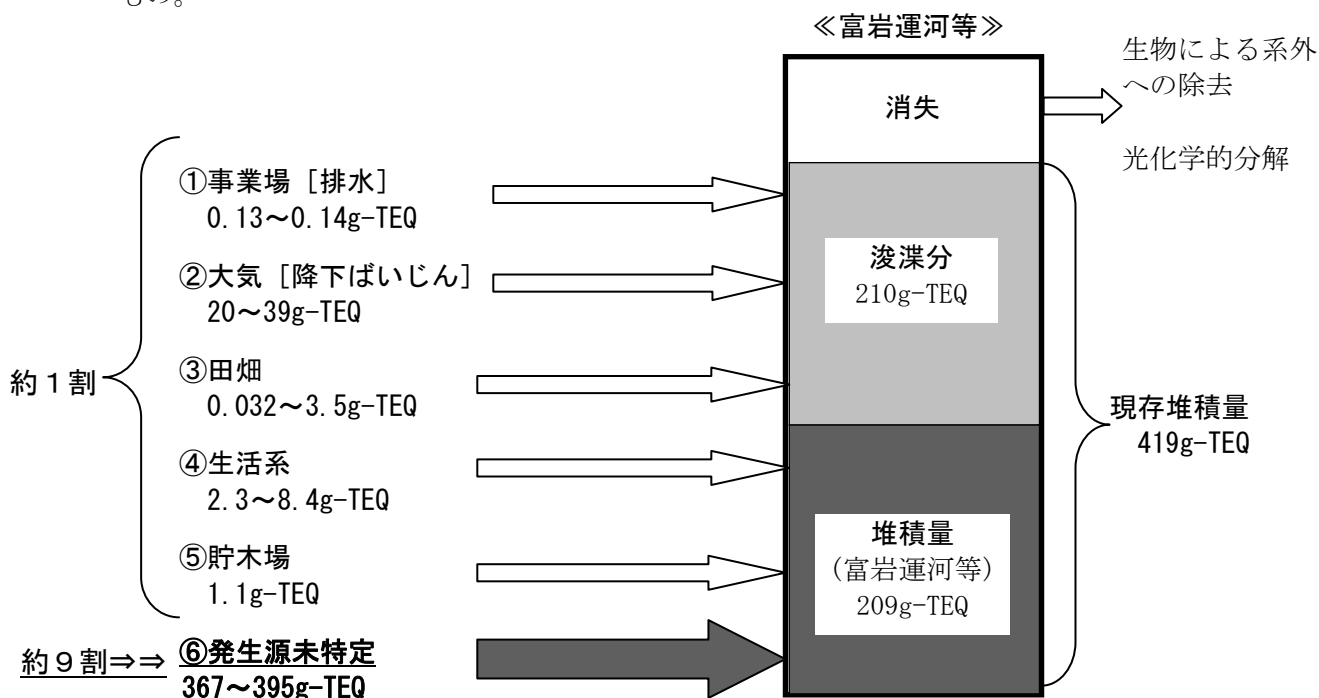 るの。
≪富岩運河等≫
生物による系外
への除去
光化学的分解
消失
①事業場［排水］
0.13～0.14g-TEQ
②大気［降下ばいじん］
20～39g-TEQ
③田畑
0.032～3.5g-TEQ
④生活系
2.3～8.4g-TEQ
⑤貯木場
1.1g-TEQ
約１割
約９割⇒⇒
⑥発生源未特定
367～395g-TEQ
浚渫分
210g-TEQ
堆積量
（富岩運河等）
209g-TEQ
現存堆積量
419g-TEQ